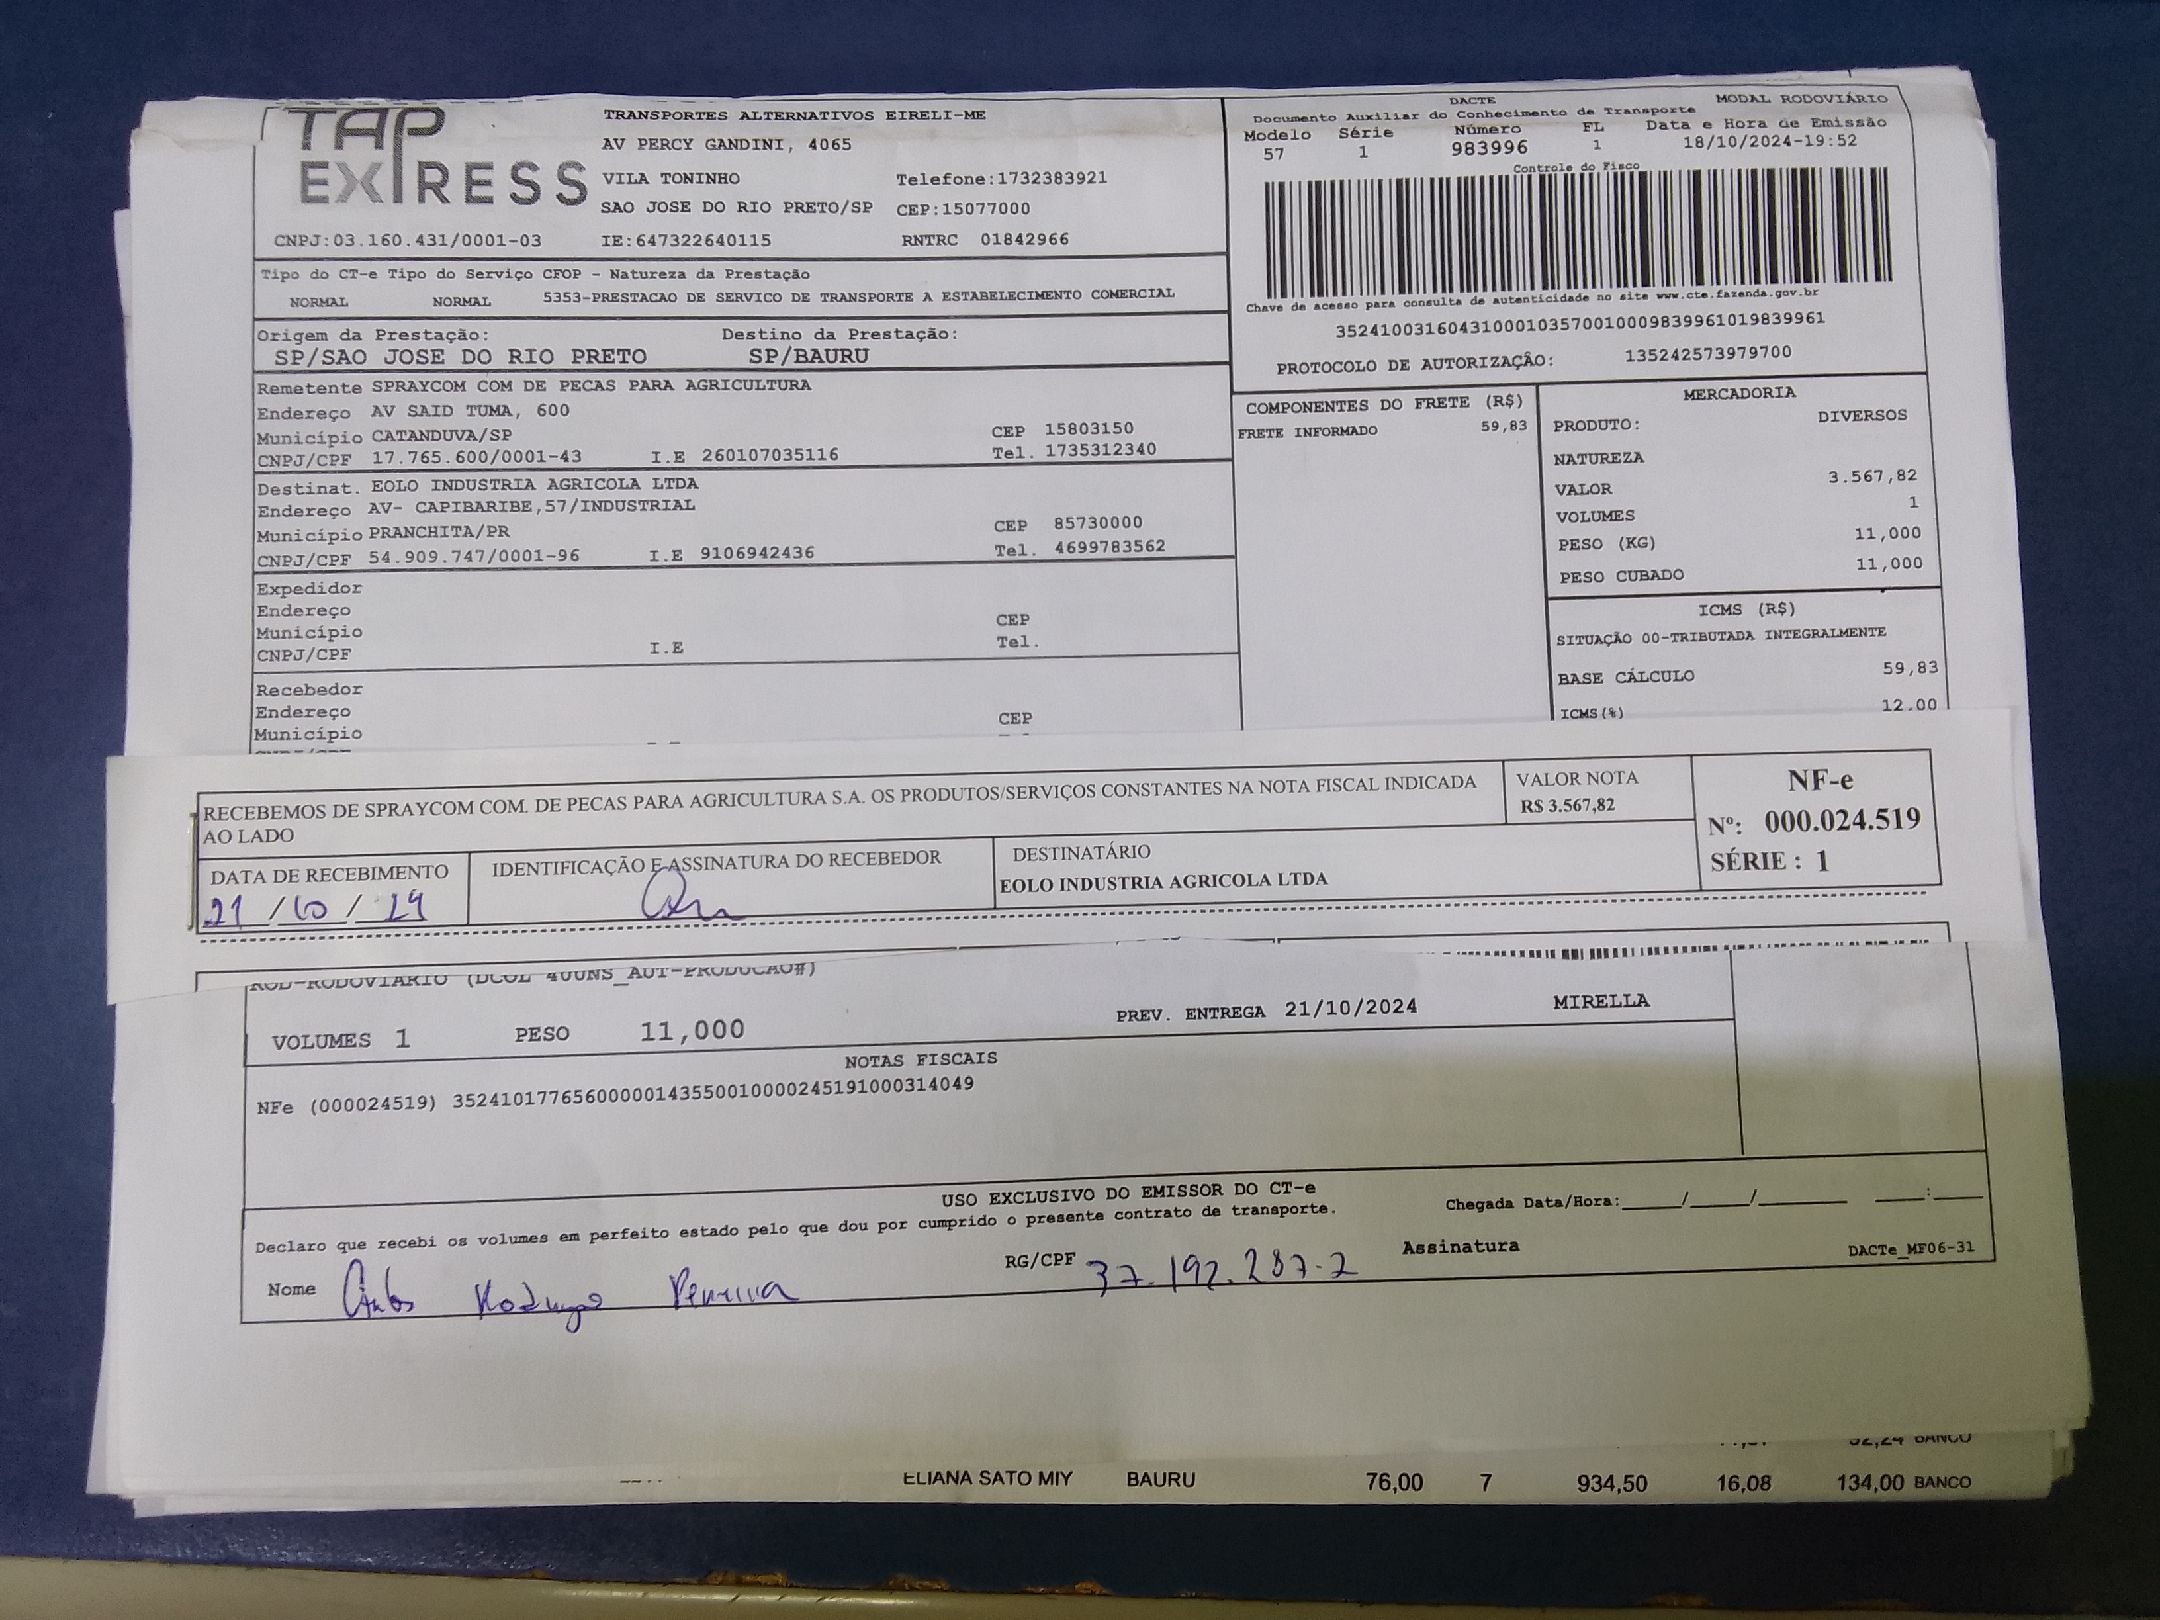 TAP EXPRESS
TRANSPORTES ALTERNATIVOS EIRELI-ME
AV PERCY GANDINI, 4065
VILA TONINHO Telefone:1732383921
SAO JOSE DO RIO PRETO/SP CEP:15077000
CNPJ:03.160.431/0001-03 IE:647322640115 RNTRC 01842966
DACTE MODAL RODOVIÁRIO
Documento Auxiliar do Conhecimento de Transporte
Modelo Série Número FL Data e Hora de Emissão
57 1 983996 1 18/10/2024-19:52
Controle do Fisco
Chave de acesso para consulta de autenticidade no site www.cte.fazenda.gov.br
35241003160431000103570010009839961019839961
PROTOCOLO DE AUTORIZAÇÃO: 135242573979700
Tipo do CT-e Tipo do Serviço CFOP - Natureza da Prestação
NORMAL NORMAL 5353-PRESTACAO DE SERVICO DE TRANSPORTE A ESTABELECIMENTO COMERCIAL
Origem da Prestação: Destino da Prestação:
SP/SAO JOSE DO RIO PRETO SP/BAURU
Remetente SPRAYCOM COM DE PECAS PARA AGRICULTURA
Endereço AV SAID TUMA, 600
Município CATANDUVA/SP CEP 15803150
CNPJ/CPF 17.765.600/0001-43 I.E 260107035116 Tel. 1735312340
Destinat. EOLO INDUSTRIA AGRICOLA LTDA
Endereço AV- CAPIBARIBE,57/INDUSTRIAL
Município PRANCHITA/PR CEP 85730000
CNPJ/CPF 54.909.747/0001-96 I.E 9106942436 Tel. 4699783562
Expedidor
Endereço
Município CEP
CNPJ/CPF I.E Tel.
Recebedor
Endereço
Município CEP
COMPONENTES DO FRETE (R$)
FRETE INFORMADO 59,83
MERCADORIA
PRODUTO: DIVERSOS
NATUREZA
VALOR 3.567,82
VOLUMES 1
PESO (KG) 11,000
PESO CUBADO 11,000
ICMS (R$)
SITUAÇÃO 00-TRIBUTADA INTEGRALMENTE
BASE CÁLCULO 59,83
ICMS(%) 12.00
RECEBEMOS DE SPRAYCOM COM. DE PECAS PARA AGRICULTURA S.A. OS PRODUTOS/SERVIÇOS CONSTANTES NA NOTA FISCAL INDICADA
AO LADO
VALOR NOTA
R$ 3.567,82
NF-e
Nº: 000.024.519
SÉRIE : 1
DATA DE RECEBIMENTO
21/10/24
IDENTIFICAÇÃO E ASSINATURA DO RECEBEDOR
DESTINATÁRIO
EOLO INDUSTRIA AGRICOLA LTDA
ROD-RODOVIARIO (DCOL 400NS_AUT-PRODUCAO#)
VOLUMES 1 PESO 11,000 PREV. ENTREGA 21/10/2024 MIRELLA
NOTAS FISCAIS
NFe (000024519) 35241017765600000143550010000245191000314049
USO EXCLUSIVO DO EMISSOR DO CT-e
Declaro que recebi os volumes em perfeito estado pelo que dou por cumprido o presente contrato de transporte. Chegada Data/Hora:____/____/______ ___:___
Nome Carlos Rodrigo Pereira RG/CPF 37.192.287-2 Assinatura DACTe_MF06-31
52,24 BANCO
ELIANA SATO MIY BAURU 76,00 7 934,50 16,08 134,00 BANCO